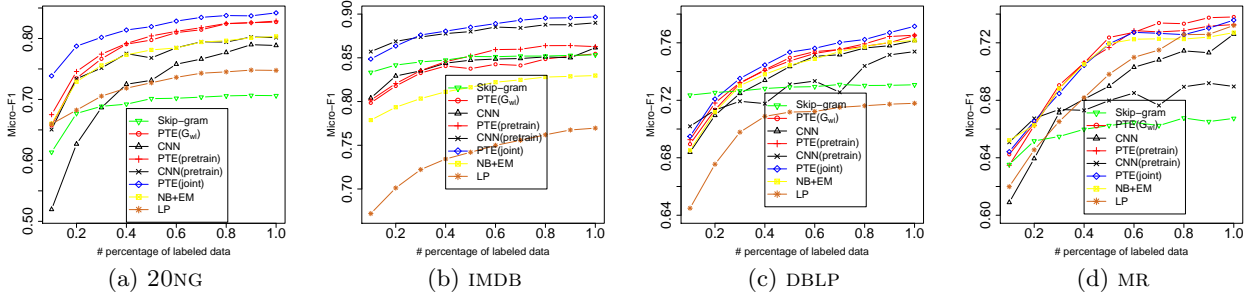 Micro−F1
0.50 0.60 0.70 0.80
Skip−gram
PTE(Gwl)
CNN
PTE(pretrain)
CNN(pretrain)
PTE(joint)
NB+EM
LP
0.2 0.4 0.6 0.8 1.0
# percentage of labeled data
(a) 20NG
Micro−F1
0.70 0.75 0.80 0.85 0.90
Skip−gram
PTE(Gwl)
CNN
PTE(pretrain)
CNN(pretrain)
PTE(joint)
NB+EM
LP
0.2 0.4 0.6 0.8 1.0
# percentage of labeled data
(b) IMDB
Micro−F1
0.64 0.68 0.72 0.76
Skip−gram
PTE(Gwl)
CNN
PTE(pretrain)
CNN(pretrain)
PTE(joint)
NB+EM
LP
0.2 0.4 0.6 0.8 1.0
# percentage of labeled data
(c) DBLP
Micro−F1
0.60 0.64 0.68 0.72
Skip−gram
PTE(Gwl)
CNN
PTE(pretrain)
CNN(pretrain)
PTE(joint)
NB+EM
LP
0.2 0.4 0.6 0.8 1.0
# percentage of labeled data
(d) MR